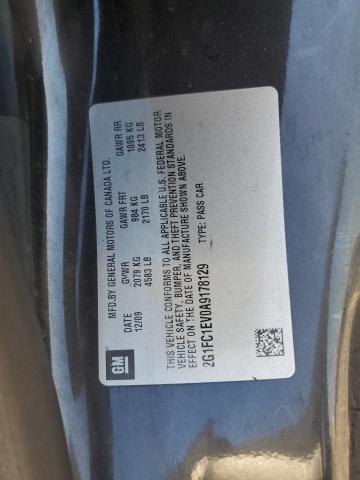 MFD.BY GENERAL MOTORS OF CANADA LTD.
DATE GVWR GAWR FRT GAWR RR
12/09 2079 KG 984 KG 1095 KG
4583 LB 2170 LB 2413 LB
THIS VEHICLE CONFORMS TO ALL APPLICABLE U.S. FEDERAL MOTOR
VEHICLE SAFETY, BUMPER, AND THEFT PREVENTION STANDARDS IN
EFFECT ON THE DATE OF MANUFACTURE SHOWN ABOVE.
2G1FC1EV0A9178129 TYPE: PASS CAR
GM